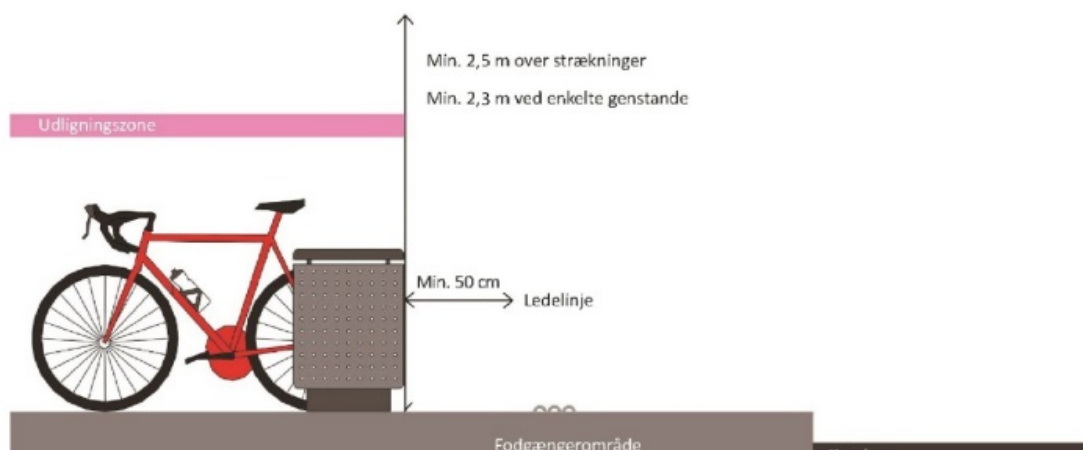 Min. 2,5 m over strækninger
Min. 2,3 m ved enkelte genstande
Udligningszone
Min. 50 cm
Ledelinje
Fodgængerområde